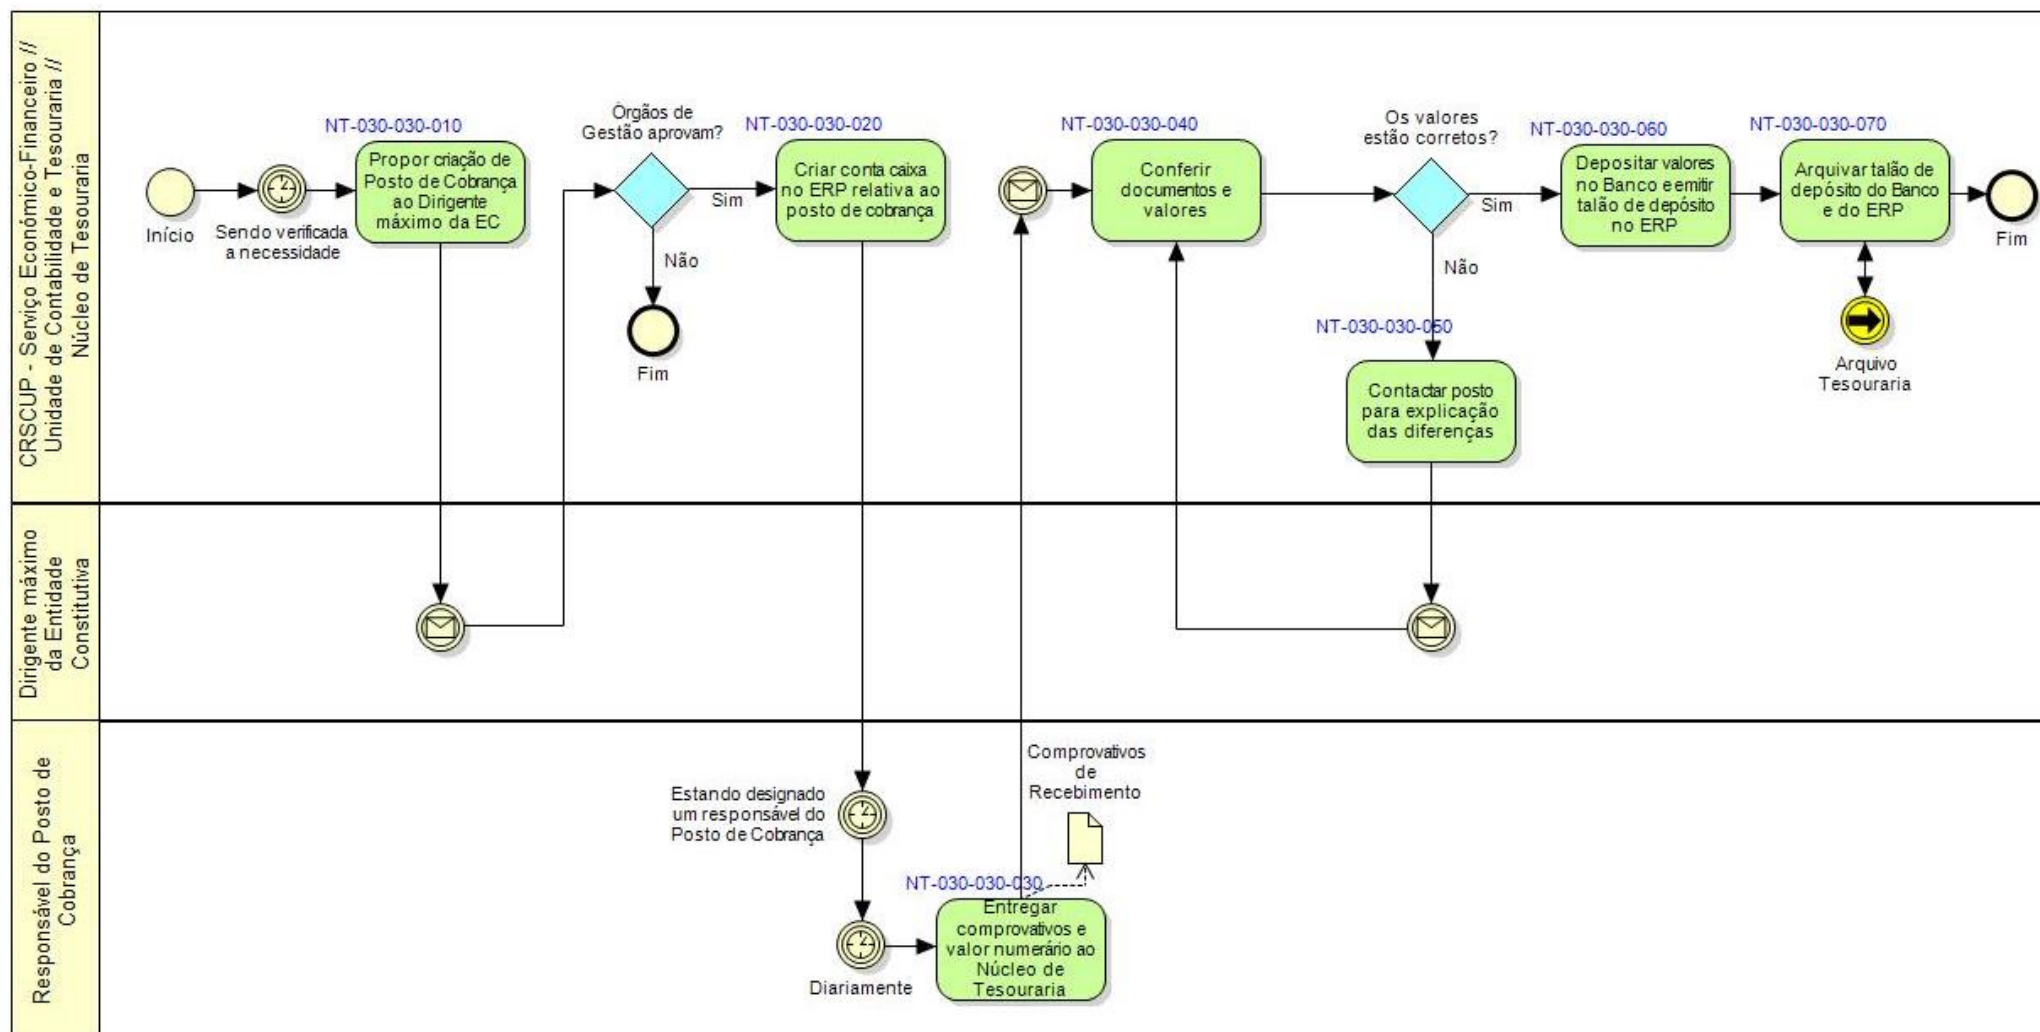 CRSCUP - Serviço Económico-Financeiro //
Unidade de Contabilidade e Tesouraria //
Núcleo de Tesouraria
Início
Sendo verificada
a necessidade
NT-030-030-010
Propor criação de
Posto de Cobrança
ao Dirigente
máximo da EC
Órgãos de
Gestão aprovam?
Sim
Não
Fim
NT-030-030-020
Criar conta caixa
no ERP relativa ao
posto de cobrança
NT-030-030-040
Conferir
documentos e
valores
Os valores
estão corretos?
Sim
Não
NT-030-030-050
Contactar posto
para explicação
das diferenças
NT-030-030-060
Depositar valores
no Banco e emitir
talão de depósito
no ERP
NT-030-030-070
Arquivar talão de
depósito do Banco
e do ERP
Fim
Arquivo
Tesouraria
Dirigente máximo
da Entidade
Constitutiva
Responsável do Posto de
Cobrança
Estando designado
um responsável do
Posto de Cobrança
Diariamente
Comprovativos
de
Recebimento
NT-030-030-030
Entregar
comprovativos e
valor numerário ao
Núcleo de
Tesouraria